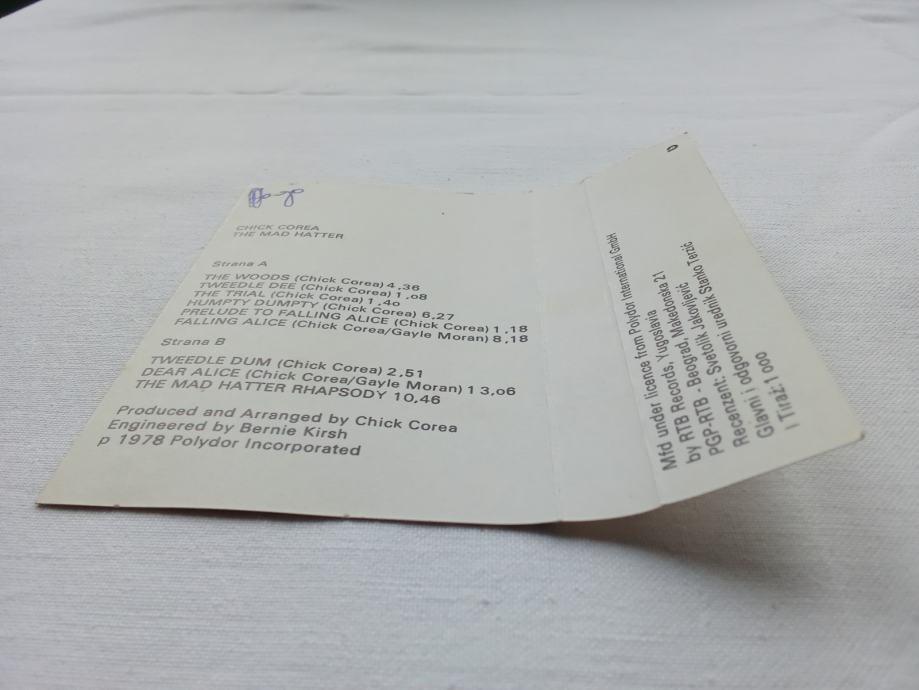 CHICK COREA
THE MAD HATTER
Strana A
THE WOODS (Chick Corea) 4,36
TWEEDLE DEE (Chick Corea) 1,08
THE TRIAL (Chick Corea) 1,40
HUMPTY DUMPTY (Chick Corea) 6,27
PRELUDE TO FALLING ALICE (Chick Corea) 1,18
FALLING ALICE (Chick Corea/Gayle Moran) 8,18
Strana B
TWEEDLE DUM (Chick Corea) 2,51
DEAR ALICE (Chick Corea/Gayle Moran) 13,06
THE MAD HATTER RHAPSODY 10,46
Produced and Arranged by Chick Corea
Engineered by Bernie Kirsh
p 1978 Polydor Incorporated
Mfd under licence from Polydor International GmbH
by RTB Records, Yugoslavia
PGP-RTB - Beograd, Makedonska 21
Recenzent: Svetolik Jakovljević
Glavni i odgovorni urednik Stanko Terzić
I Tiraž: 1 000